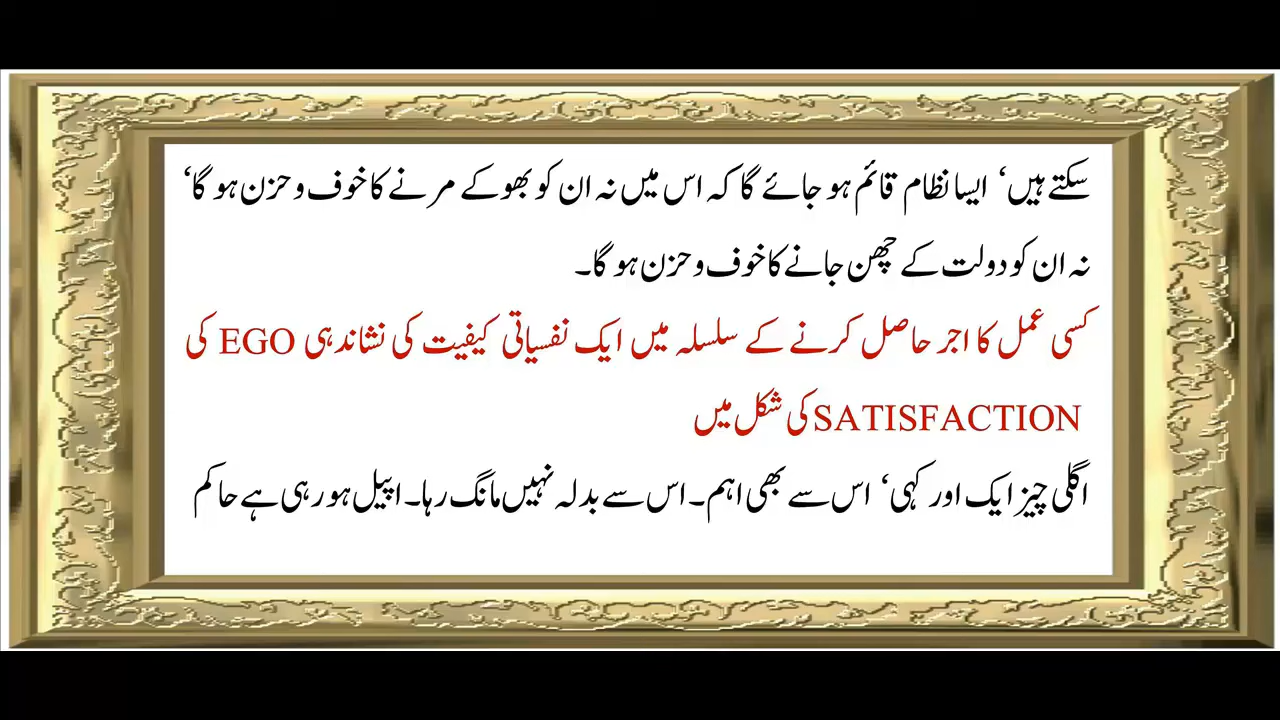 سکتے ہیں‘ ایسا نظام قائم ہو جائے گا کہ اس میں نہ ان کو بھوکے مرنے کا خوف و حزن ہو گا‘
نہ ان کو دولت کے چھن جانے کا خوف و حزن ہو گا۔
کسی عمل کا اجر حاصل کرنے کے سلسلہ میں ایک نفسیاتی کیفیت کی نشاندہی EGO کی
SATISFACTION کی شکل میں
اگلی چیز ایک اور کہی‘ اس سے بھی اہم۔ اس سے بدلہ نہیں مانگ رہا۔ اپیل ہو رہی ہے حاکم